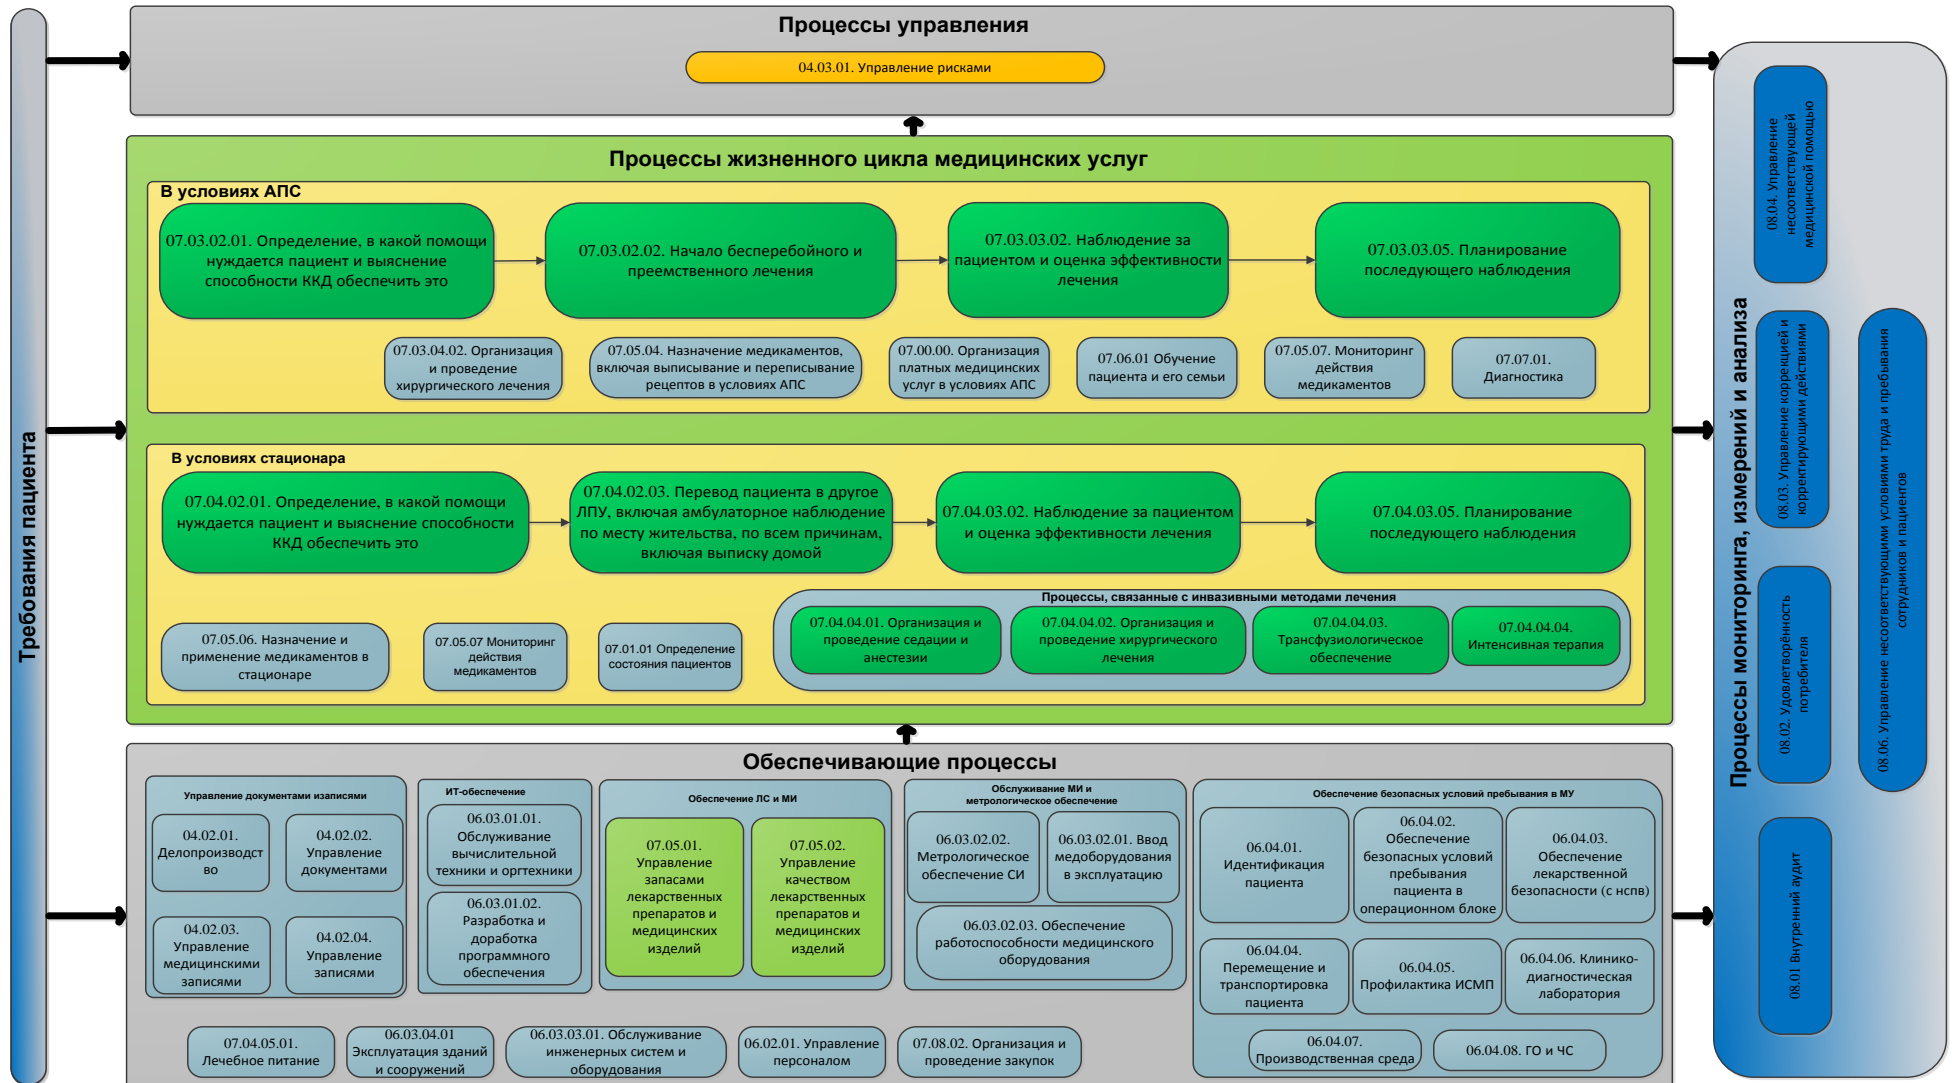 Требования пациента
Процессы управления
04.03.01. Управление рисками
Процессы жизненного цикла медицинских услуг
В условиях АПС
07.03.02.01. Определение, в какой помощи
нуждается пациент и выяснение
способности ККД обеспечить это
07.03.02.02. Начало бесперебойного и
преемственного лечения
07.03.03.02. Наблюдение за
пациентом и оценка эффективности
лечения
07.03.03.05. Планирование
последующего наблюдения
07.03.04.02. Организация
и проведение
хирургического лечения
07.05.04. Назначение медикаментов,
включая выписывание и переписывание
рецептов в условиях АПС
07.00.00. Организация
платных медицинских
услуг в условиях АПС
07.06.01 Обучение
пациента и его семьи
07.05.07. Мониторинг
действия
медикаментов
07.07.01.
Диагностика
В условиях стационара
07.04.02.01. Определение, в какой помощи
нуждается пациент и выяснение способности
ККД обеспечить это
07.04.02.03. Перевод пациента в другое
ЛПУ, включая амбулаторное наблюдение
по месту жительства, по всем причинам,
включая выписку домой
07.04.03.02. Наблюдение за пациентом
и оценка эффективности лечения
07.04.03.05. Планирование
последующего наблюдения
07.05.06. Назначение и
применение медикаментов в
стационаре
07.05.07 Мониторинг
действия
медикаментов
07.01.01 Определение
состояния пациентов
Процессы, связанные с инвазивными методами лечения
07.04.04.01. Организация и
проведение седации и
анестезии
07.04.04.02. Организация и
проведение хирургического
лечения
07.04.04.03.
Трансфузиологическое
обеспечение
07.04.04.04.
Интенсивная терапия
Обеспечивающие процессы
Управление документами изаписями
04.02.01.
Делопроизводст
во
04.02.02.
Управление
документами
04.02.03.
Управление
медицинскими
записями
04.02.04.
Управление
записями
ИТ-обеспечение
06.03.01.01.
Обслуживание
вычислительной
техники и оргтехники
06.03.01.02.
Разработка и
доработка
программного
обеспечения
Обеспечение ЛС и МИ
07.05.01.
Управление
запасами
лекарственных
препаратов и
медицинских
изделий
07.05.02.
Управление
качеством
лекарственных
препаратов и
медицинских
изделий
Обслуживание МИ и
метрологическое обеспечение
06.03.02.02.
Метрологическое
обеспечение СИ
06.03.02.01. Ввод
медоборудования
в эксплуатацию
06.03.02.03. Обеспечение
работоспособности медицинского
оборудования
Обеспечение безопасных условий пребывания в МУ
06.04.01.
Идентификация
пациента
06.04.02.
Обеспечение
безопасных условий
пребывания
пациента в
операционном блоке
06.04.03.
Обеспечение
лекарственной
безопасности (с нспв)
06.04.04.
Перемещение и
транспортировка
пациента
06.04.05.
Профилактика ИСМП
06.04.06. Клинико-
диагностическая
лаборатория
06.04.07.
Производственная среда
06.04.08. ГО и ЧС
07.04.05.01.
Лечебное питание
06.03.04.01
Эксплуатация зданий
и сооружений
06.03.03.01. Обслуживание
инженерных систем и
оборудования
06.02.01. Управление
персоналом
07.08.02. Организация и
проведение закупок
Процессы мониторинга, измерений и анализа
08.04. Управление
несоответствующей
медицинской помощью
08.03. Управление коррекцией и
корректирующими действиями
08.02. Удовлетворённость
потребителя
08.01 Внутренний аудит
08.06. Управление несоответствующими условиями труда и пребывания
сотрудников и пациентов